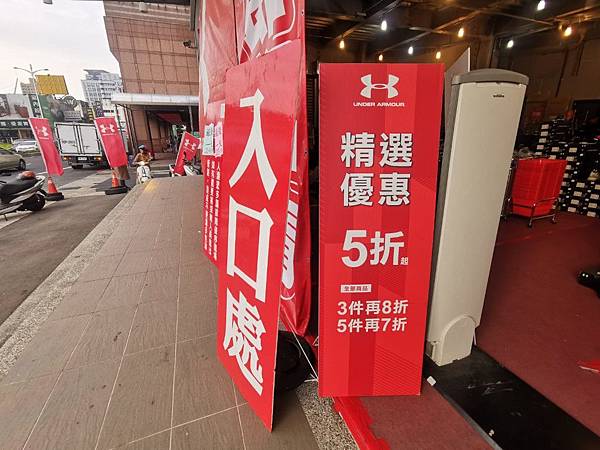 入口處
UNDER ARMOUR
精選
優惠
5折起
全部商品
3件再8折
5件再7折